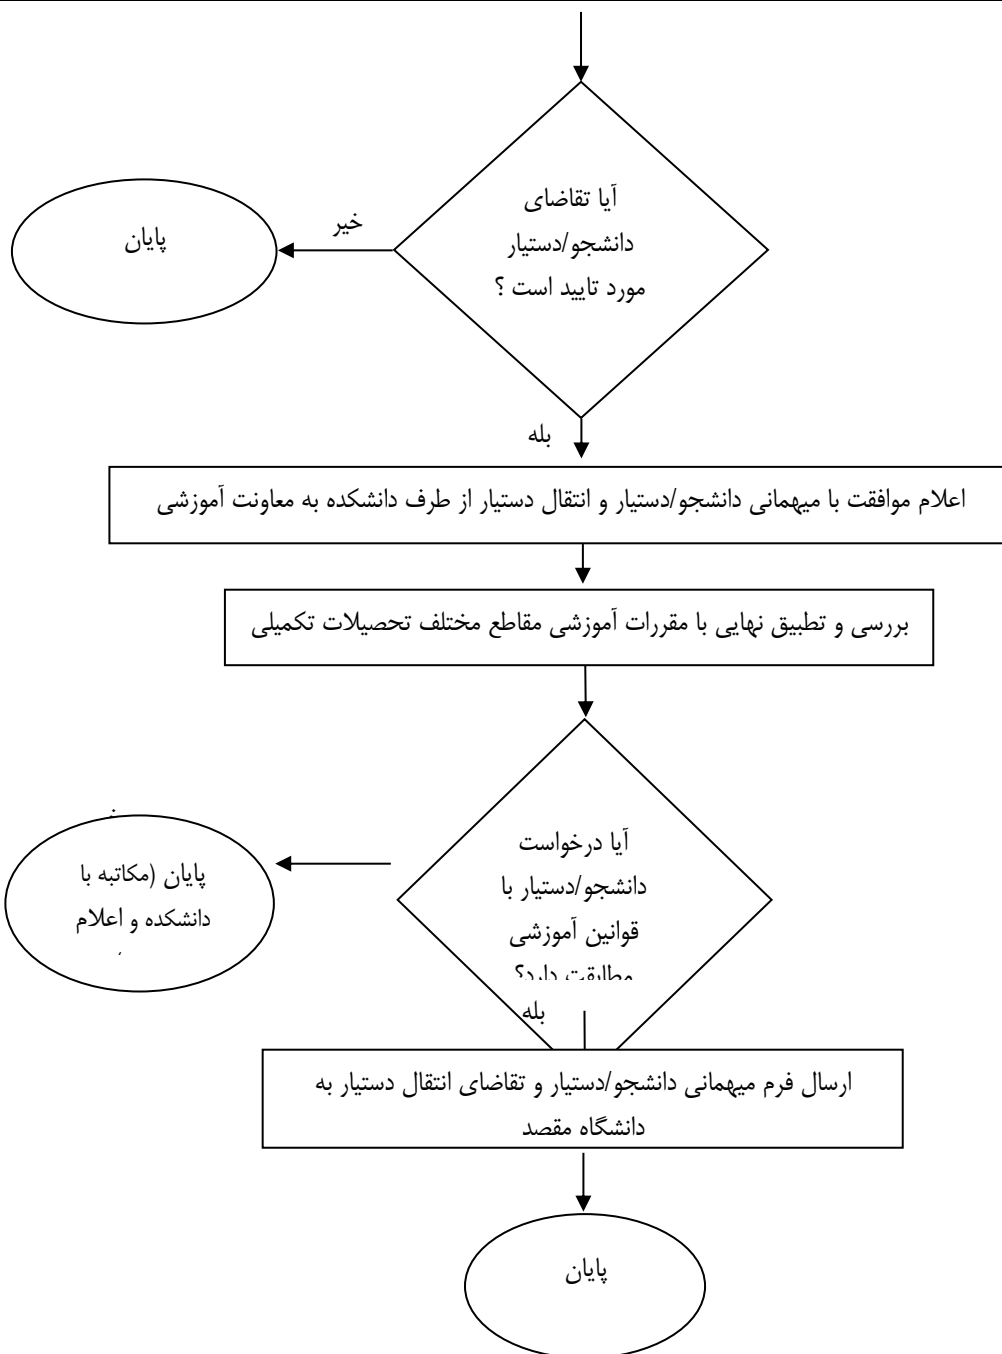 آیا تقاضای
دانشجو/دستیار
مورد تایید است ؟
خیر
پایان
بله
اعلام موافقت با میهمانی دانشجو/دستیار و انتقال دستیار از طرف دانشکده به معاونت آموزشی
بررسی و تطبیق نهایی با مقررات آموزشی مقاطع مختلف تحصیلات تکمیلی
آیا درخواست
دانشجو/دستیار با
قوانین آموزشی
مطابقت دارد؟
پایان (مکاتبه با
دانشکده و اعلام
بله
ارسال فرم میهمانی دانشجو/دستیار و تقاضای انتقال دستیار به
دانشگاه مقصد
پایان